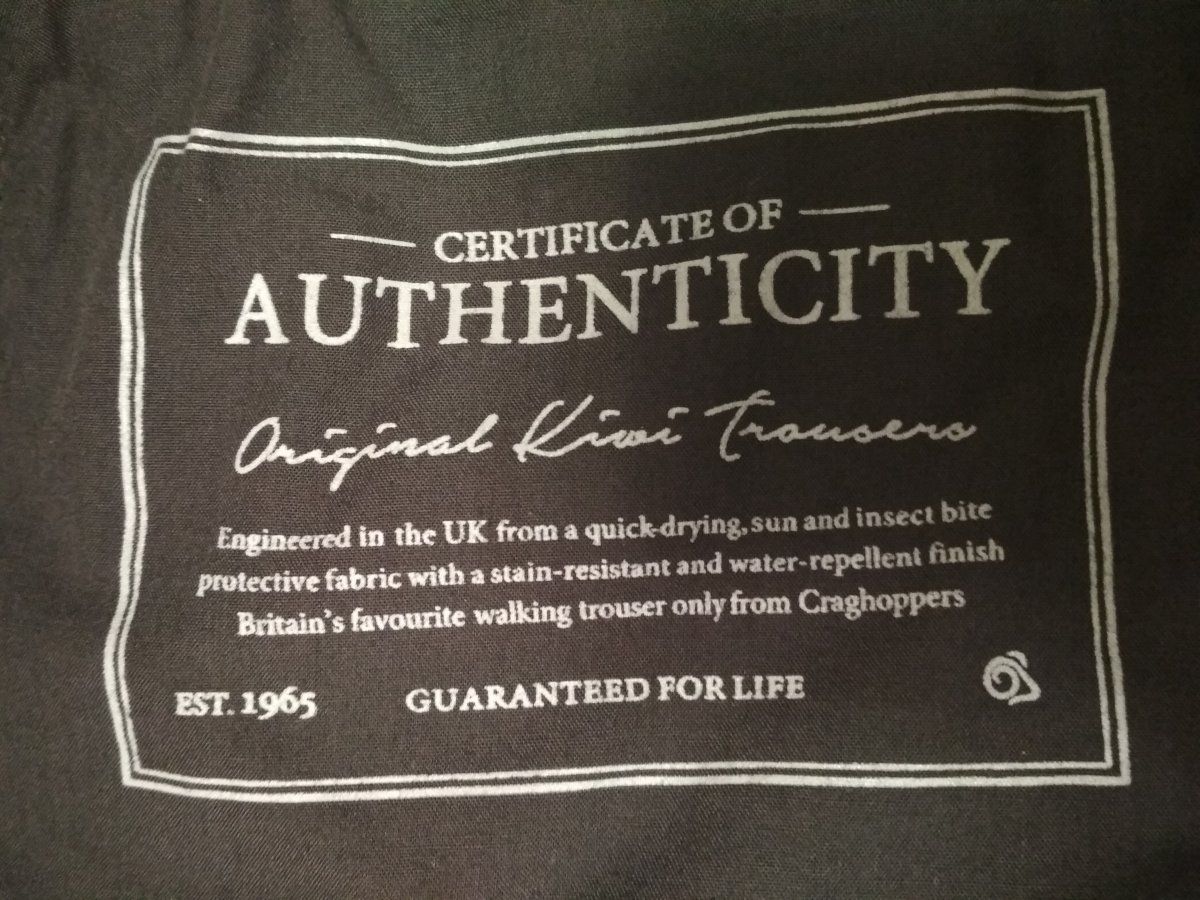 CERTIFICATE OF
AUTHENTICITY
Original Kiwi Trousers
Engineered in the UK from a quick-drying, sun and insect bite
protective fabric with a stain-resistant and water-repellent finish
Britain's favourite walking trouser only from Craghoppers
EST. 1965 GUARANTEED FOR LIFE